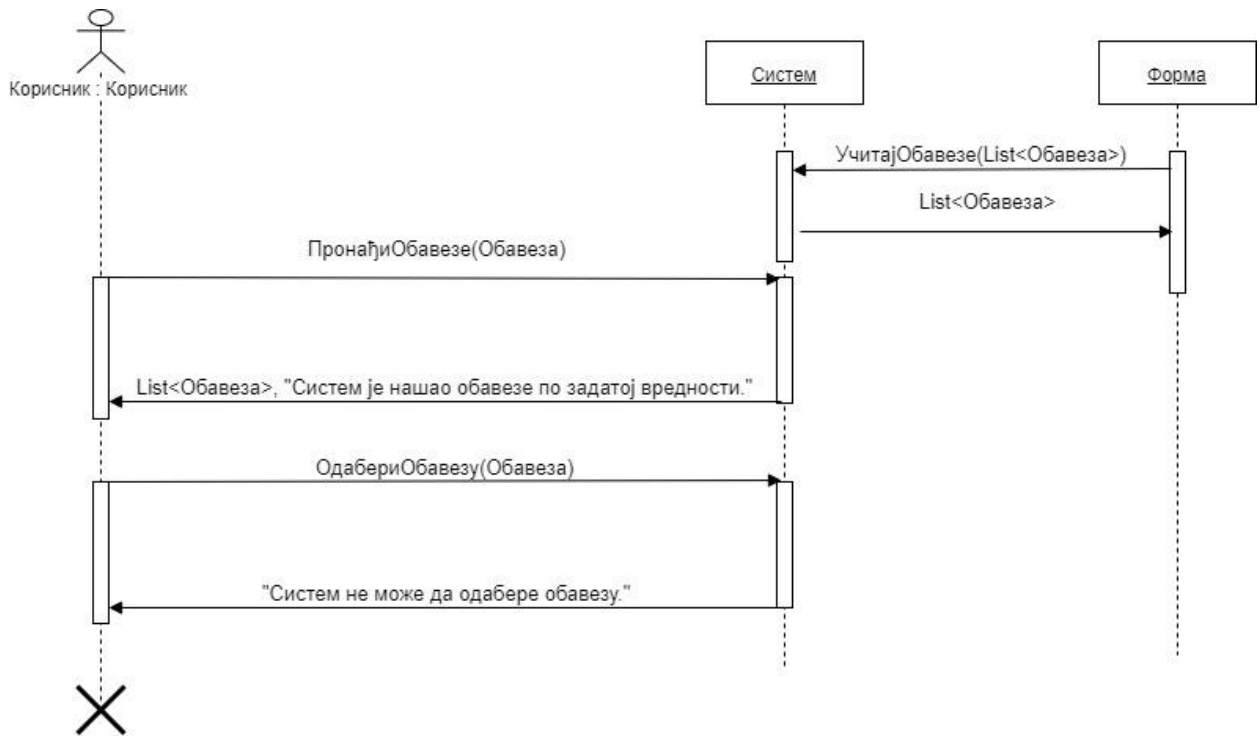 Корисник : Корисник
Систем
Форма
УчитајОбавезе(List<Обавеза>)
List<Обавеза>
ПронађиОбавезе(Обавеза)
List<Обавеза>, "Систем је нашао обавезе по задатој вредности."
ОдабериОбавезу(Обавеза)
"Систем не може да одабере обавезу."